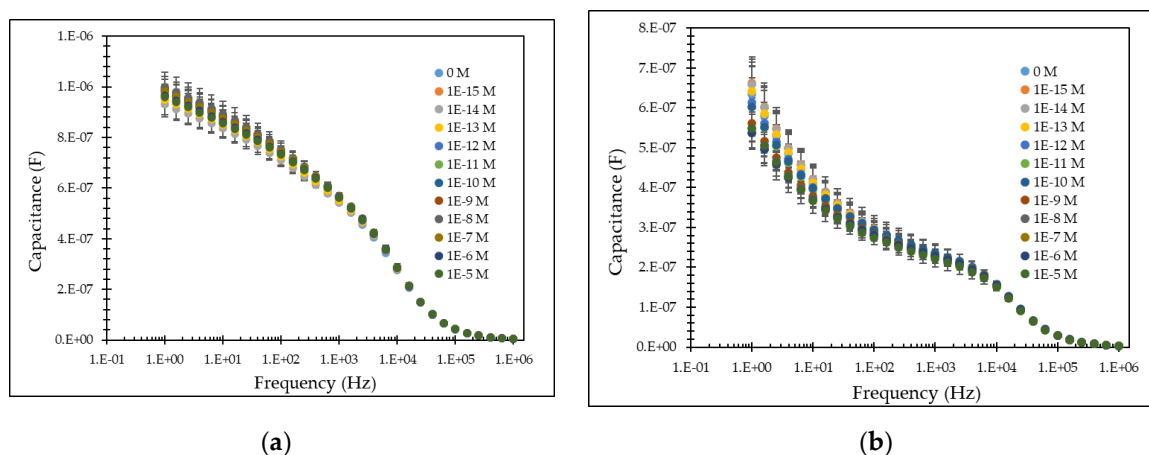 1.E-06
1.E-06
8.E-07
6.E-07
4.E-07
2.E-07
0.E+00
Capacitance (F)
1.E-01 1.E+00 1.E+01 1.E+02 1.E+03 1.E+04 1.E+05 1.E+06
Frequency (Hz)
0 M
1E-15 M
1E-14 M
1E-13 M
1E-12 M
1E-11 M
1E-10 M
1E-9 M
1E-8 M
1E-7 M
1E-6 M
1E-5 M
(a)
8.E-07
7.E-07
6.E-07
5.E-07
4.E-07
3.E-07
2.E-07
1.E-07
0.E+00
Capacitance (F)
1.E-01 1.E+00 1.E+01 1.E+02 1.E+03 1.E+04 1.E+05 1.E+06
Frequency (Hz)
0 M
1E-15 M
1E-14 M
1E-13 M
1E-12 M
1E-11 M
1E-10 M
1E-9 M
1E-8 M
1E-7 M
1E-6 M
1E-5 M
(b)